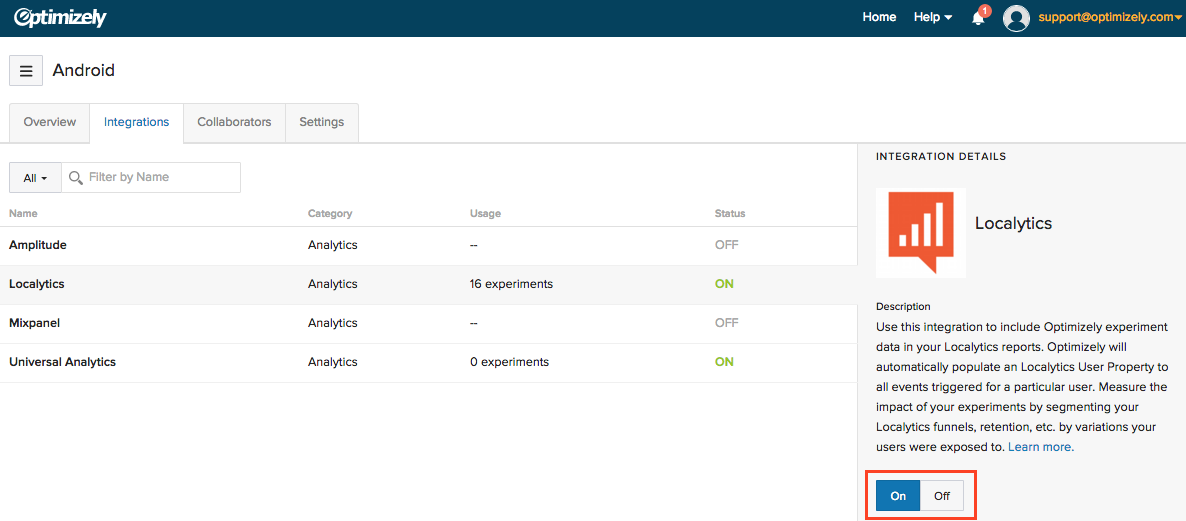 Optimizely
Home Help 1 support@optimizely.com
Android
Overview Integrations Collaborators Settings
All Filter by Name
Name Category Usage Status
Amplitude Analytics -- OFF
Localytics Analytics 16 experiments ON
Mixpanel Analytics -- OFF
Universal Analytics Analytics 0 experiments ON
INTEGRATION DETAILS
Localytics
Description
Use this integration to include Optimizely experiment
data in your Localytics reports. Optimizely will
automatically populate an Localytics User Property to
all events triggered for a particular user. Measure the
impact of your experiments by segmenting your
Localytics funnels, retention, etc. by variations your
users were exposed to. Learn more.
On Off